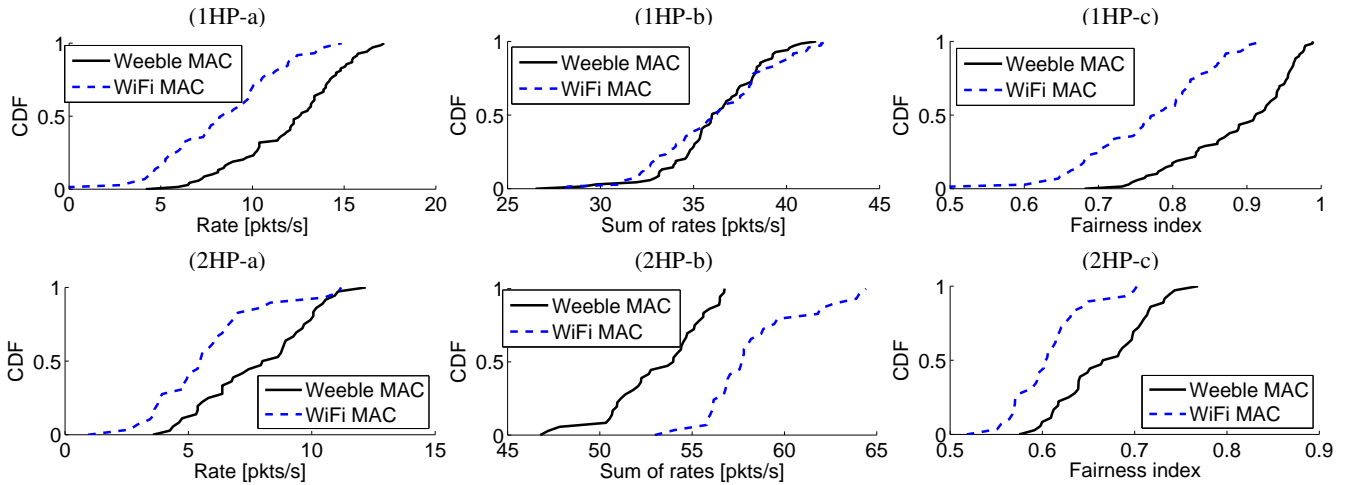 (1HP-a)
CDF
1
0.5
0
Weeble MAC
WiFi MAC
0 5 10 15 20
Rate [pkts/s]
(1HP-b)
CDF
1
0.5
0
Weeble MAC
WiFi MAC
25 30 35 40 45
Sum of rates [pkts/s]
(1HP-c)
CDF
1
0.5
0
Weeble MAC
WiFi MAC
0.5 0.6 0.7 0.8 0.9 1
Fairness index
(2HP-a)
CDF
1
0.5
0
Weeble MAC
WiFi MAC
0 5 10 15
Rate [pkts/s]
(2HP-b)
CDF
1
0.5
0
Weeble MAC
WiFi MAC
45 50 55 60 65
Sum of rates [pkts/s]
(2HP-c)
CDF
1
0.5
0
Weeble MAC
WiFi MAC
0.5 0.6 0.7 0.8 0.9
Fairness index